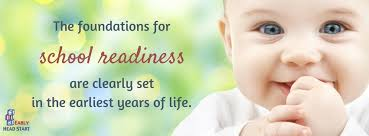 The foundations for
school readiness
are clearly set
in the earliest years of life.
EARLY
HEAD START